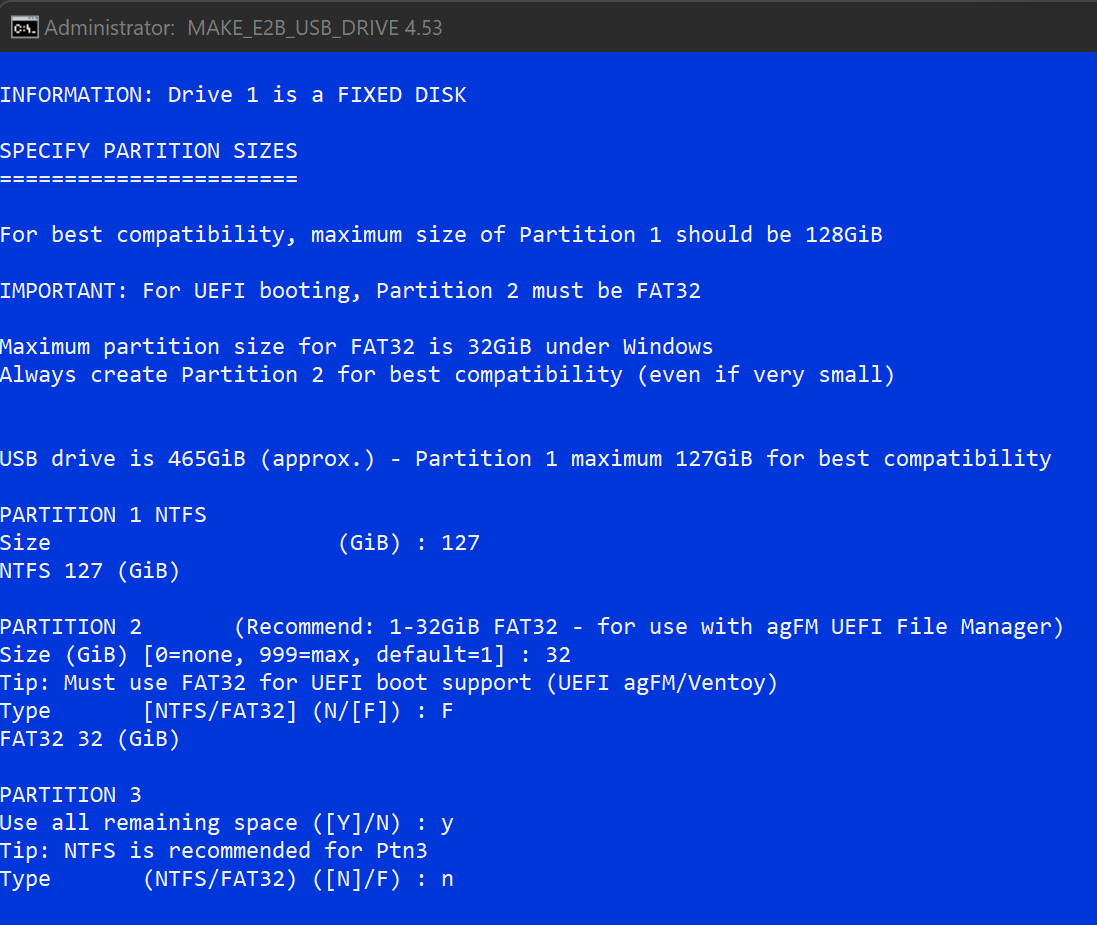 Administrator:  MAKE_E2B_USB_DRIVE 4.53
INFORMATION: Drive 1 is a FIXED DISK
SPECIFY PARTITION SIZES
=======================
For best compatibility, maximum size of Partition 1 should be 128GiB
IMPORTANT: For UEFI booting, Partition 2 must be FAT32
Maximum partition size for FAT32 is 32GiB under Windows
Always create Partition 2 for best compatibility (even if very small)
USB drive is 465GiB (approx.) - Partition 1 maximum 127GiB for best compatibility
PARTITION 1 NTFS
Size                      (GiB) : 127
NTFS 127 (GiB)
PARTITION 2       (Recommend: 1-32GiB FAT32 - for use with agFM UEFI File Manager)
Size (GiB) [0=none, 999=max, default=1] : 32
Tip: Must use FAT32 for UEFI boot support (UEFI agFM/Ventoy)
Type       [NTFS/FAT32] (N/[F]) : F
FAT32 32 (GiB)
PARTITION 3
Use all remaining space ([Y]/N) : y
Tip: NTFS is recommended for Ptn3
Type       (NTFS/FAT32) ([N]/F) : n